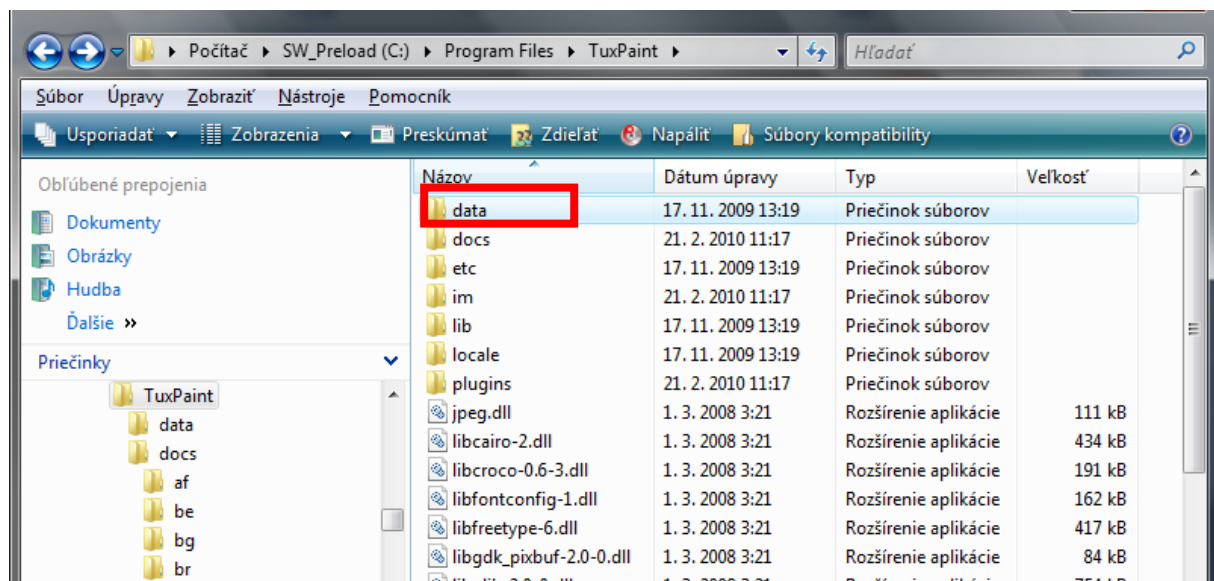 Počítač ▸ SW_Preload (C:) ▸ Program Files ▸ TuxPaint ▸
Hľadať
Súbor Úpravy Zobraziť Nástroje Pomocník
Usporiadať Zobrazenia Preskúmať Zdieľať Napáliť Súbory kompatibility
Obľúbené prepojenia
Dokumenty
Obrázky
Hudba
Ďalšie »
Priečinky
TuxPaint
data
docs
af
be
bg
br
Názov Dátum úpravy Typ Veľkosť
data 17. 11. 2009 13:19 Priečinok súborov
docs 21. 2. 2010 11:17 Priečinok súborov
etc 17. 11. 2009 13:19 Priečinok súborov
im 21. 2. 2010 11:17 Priečinok súborov
lib 17. 11. 2009 13:19 Priečinok súborov
locale 17. 11. 2009 13:19 Priečinok súborov
plugins 21. 2. 2010 11:17 Priečinok súborov
jpeg.dll 1. 3. 2008 3:21 Rozšírenie aplikácie 111 kB
libcairo-2.dll 1. 3. 2008 3:21 Rozšírenie aplikácie 434 kB
libcroco-0.6-3.dll 1. 3. 2008 3:21 Rozšírenie aplikácie 191 kB
libfontconfig-1.dll 1. 3. 2008 3:21 Rozšírenie aplikácie 162 kB
libfreetype-6.dll 1. 3. 2008 3:21 Rozšírenie aplikácie 417 kB
libgdk_pixbuf-2.0-0.dll 1. 3. 2008 3:21 Rozšírenie aplikácie 84 kB